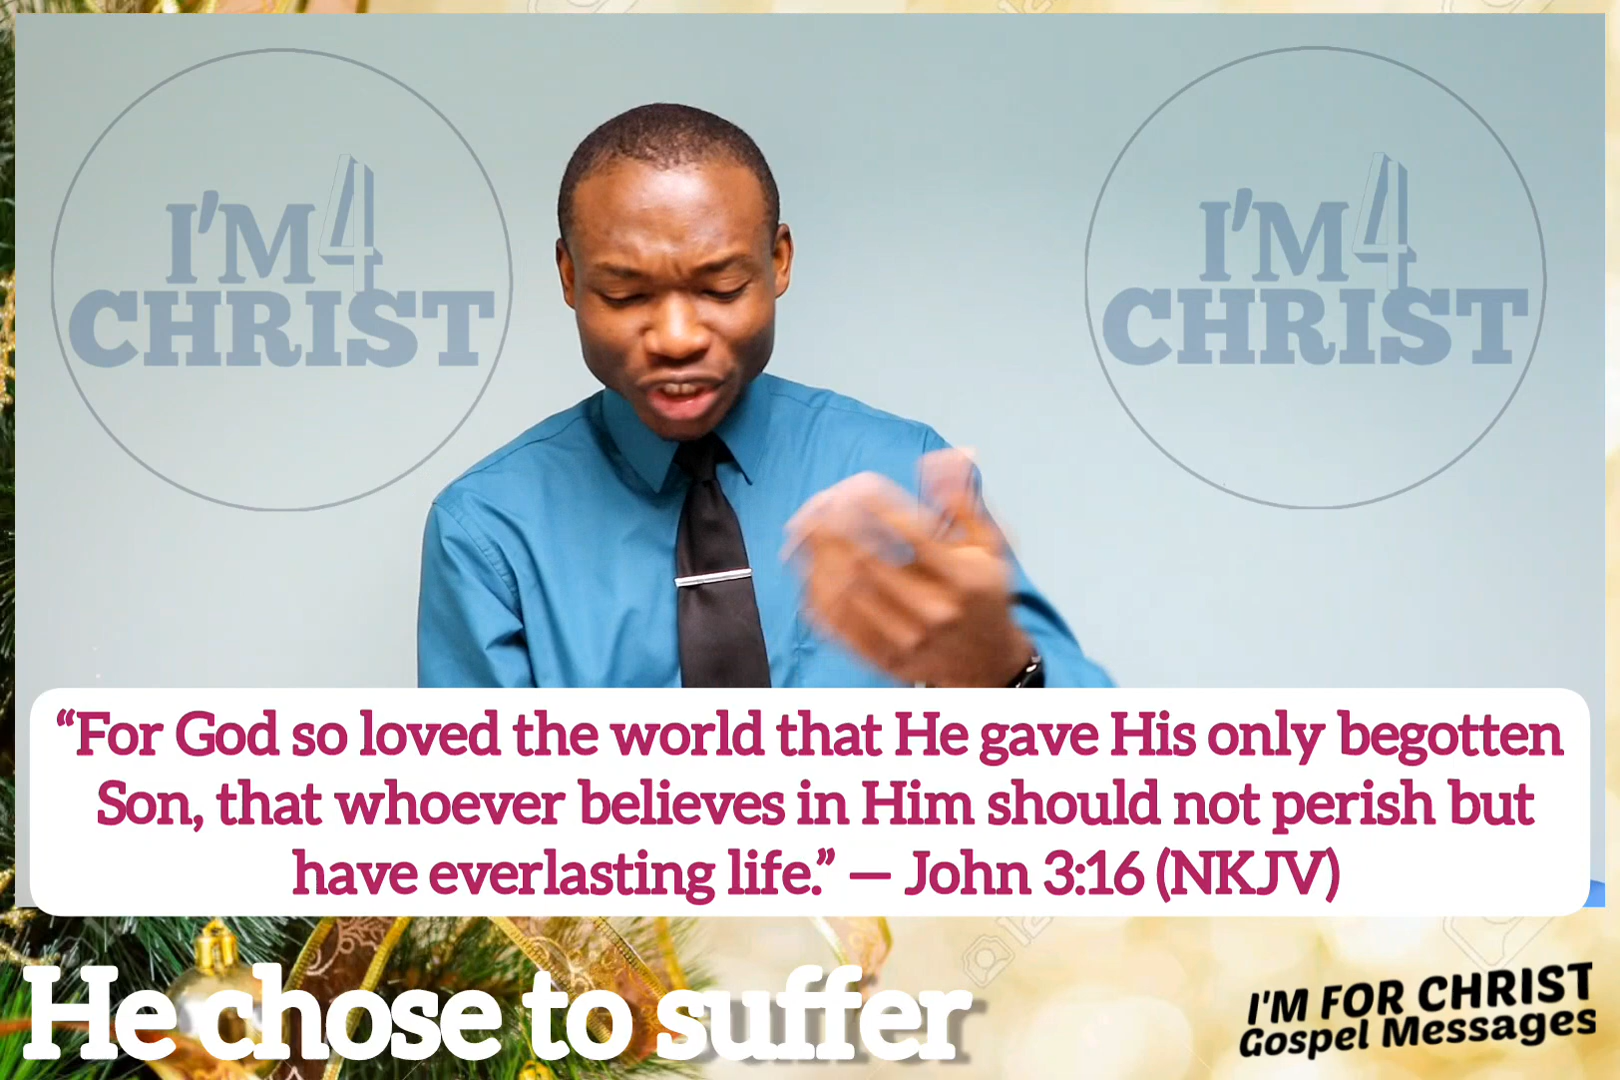 I'M4
CHRIST
I'M4
CHRIST
“For God so loved the world that He gave His only begotten
Son, that whoever believes in Him should not perish but
have everlasting life.” — John 3:16 (NKJV)
He chose to suffer
I'M FOR CHRIST
Gospel Messages